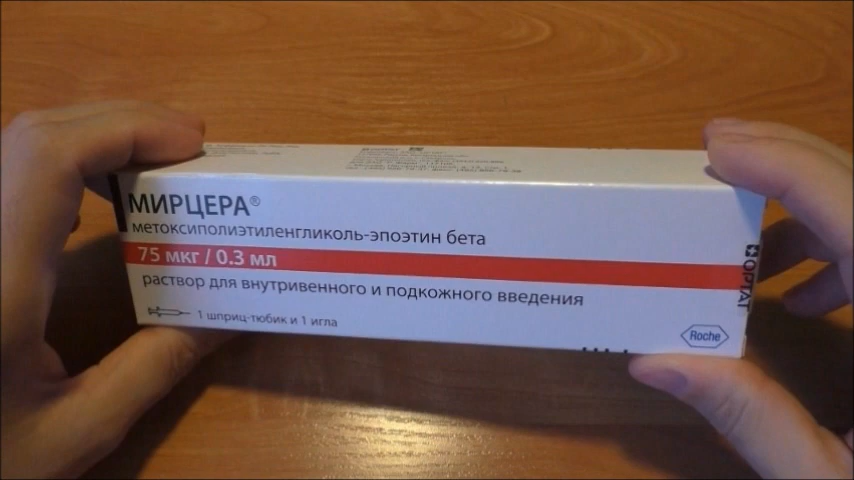 МИРЦЕРА®
метоксиполиэтиленгликоль-эпоэтин бета
75 мкг / 0.3 мл
раствор для внутривенного и подкожного введения
1 шприц-тюбик и 1 игла
Roche
ФОРТАТ